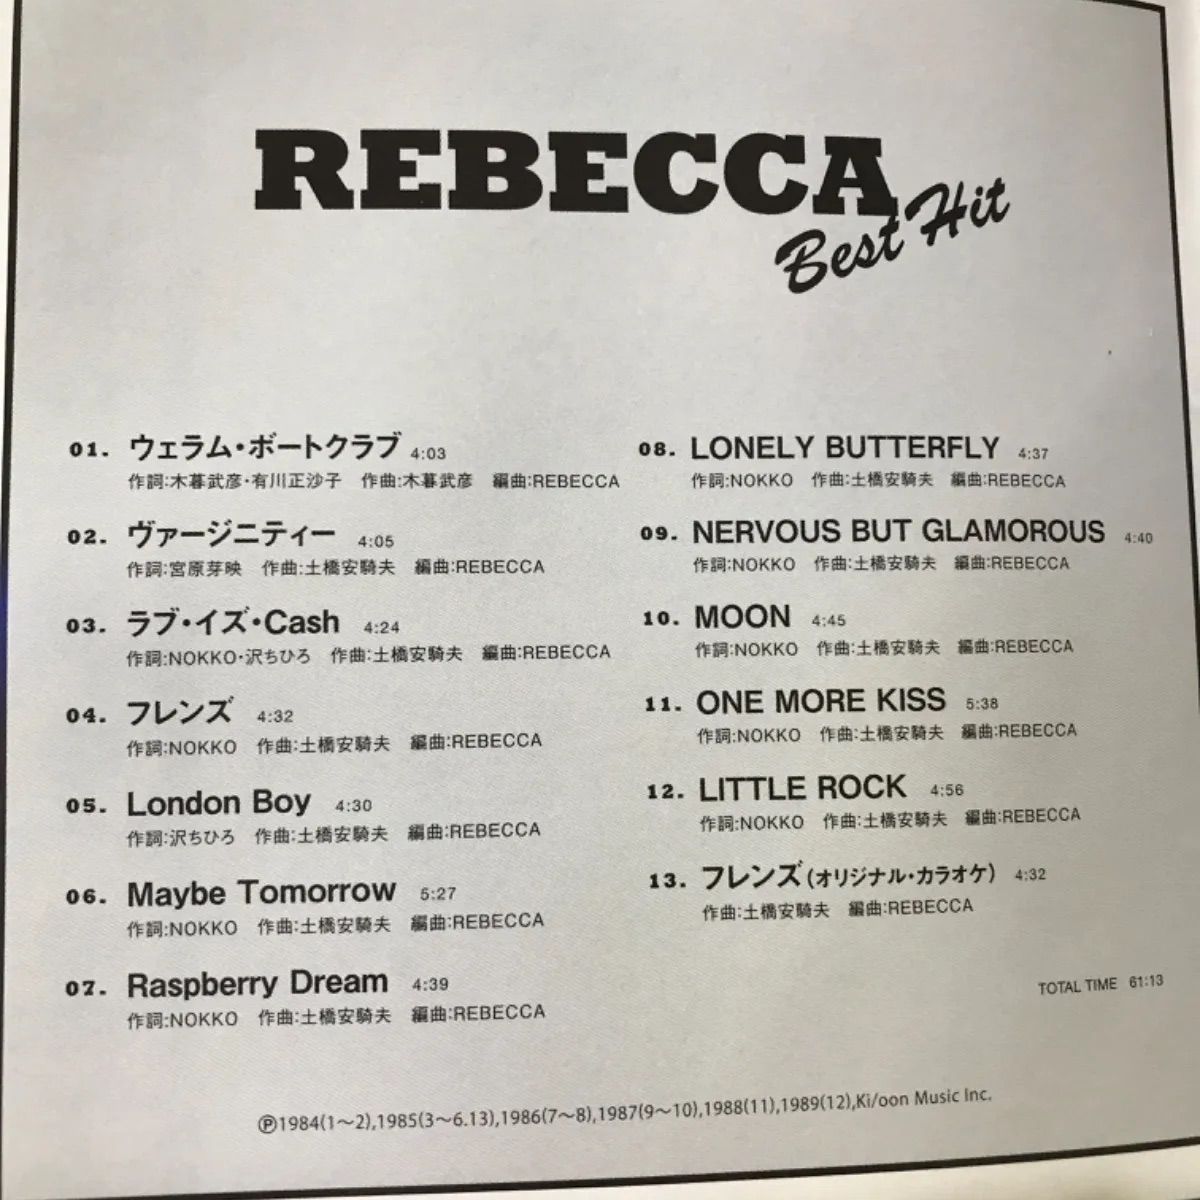 REBECCA
Best Hit
01. ウェラム・ボートクラブ 4:03
作詞:木暮武彦・有川正沙子 作曲:木暮武彦 編曲:REBECCA
02. ヴァージニティー 4:05
作詞:宮原芽映 作曲:土橋安騎夫 編曲:REBECCA
03. ラブ・イズ・Cash 4:24
作詞:NOKKO・沢ちひろ 作曲:土橋安騎夫 編曲:REBECCA
04. フレンズ 4:32
作詞:NOKKO 作曲:土橋安騎夫 編曲:REBECCA
05. London Boy 4:30
作詞:沢ちひろ 作曲:土橋安騎夫 編曲:REBECCA
06. Maybe Tomorrow 5:27
作詞:NOKKO 作曲:土橋安騎夫 編曲:REBECCA
07. Raspberry Dream 4:39
作詞:NOKKO 作曲:土橋安騎夫 編曲:REBECCA
08. LONELY BUTTERFLY 4:37
作詞:NOKKO 作曲:土橋安騎夫 編曲:REBECCA
09. NERVOUS BUT GLAMOROUS 4:40
作詞:NOKKO 作曲:土橋安騎夫 編曲:REBECCA
10. MOON 4:45
作詞:NOKKO 作曲:土橋安騎夫 編曲:REBECCA
11. ONE MORE KISS 5:38
作詞:NOKKO 作曲:土橋安騎夫 編曲:REBECCA
12. LITTLE ROCK 4:56
作詞:NOKKO 作曲:土橋安騎夫 編曲:REBECCA
13. フレンズ(オリジナル・カラオケ) 4:32
作曲:土橋安騎夫 編曲:REBECCA
TOTAL TIME 61:13
Ⓟ1984(1〜2),1985(3〜6.13),1986(7〜8),1987(9〜10),1988(11),1989(12),Ki/oon Music Inc.